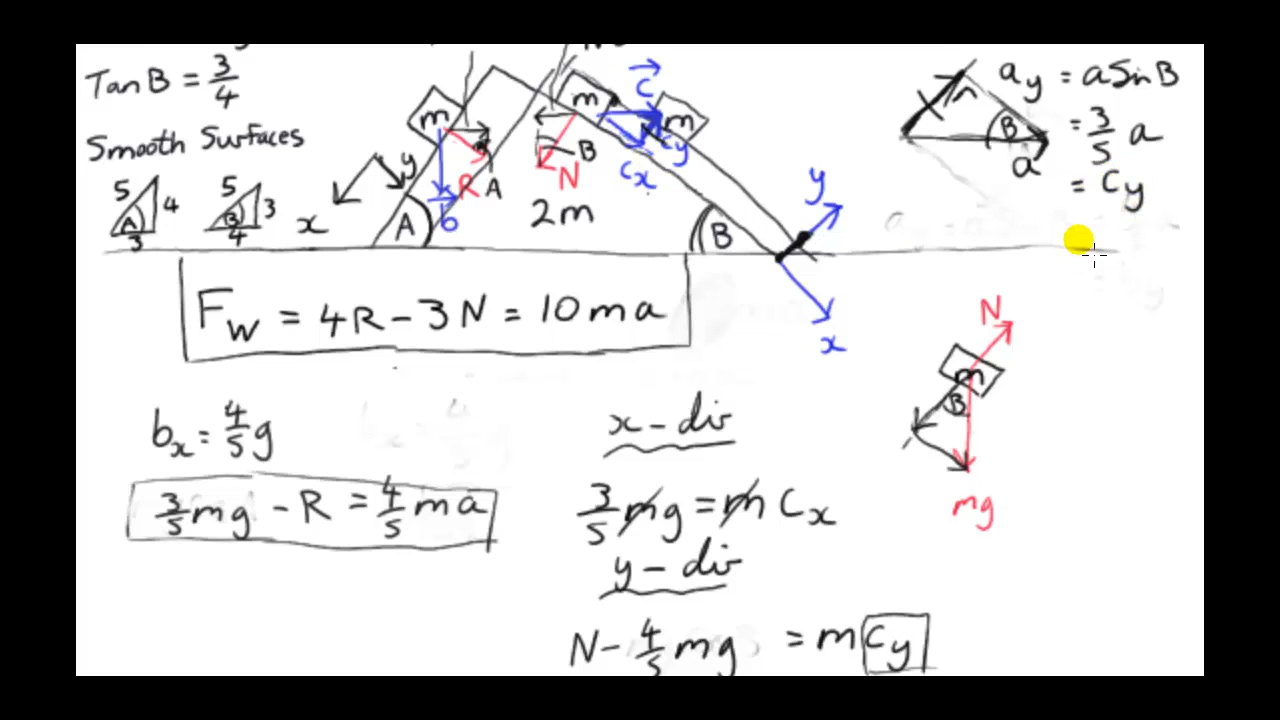 Tan B = 3/4
Smooth Surfaces
5 4 3 A
5 3 4 B
x y
m
R
A
b
A
m
B
N
2m
C
m
Cy
Cx
B
y
x
ay = a Sin B
= 3/5 a
= Cy
B
a
Fw = 4R - 3N = 10ma
bx = 4/5 g
3/5 mg - R = 4/5 ma
x - dir
3/5 mg = m Cx
y - dir
N - 4/5 mg = m Cy
N
m
B
mg